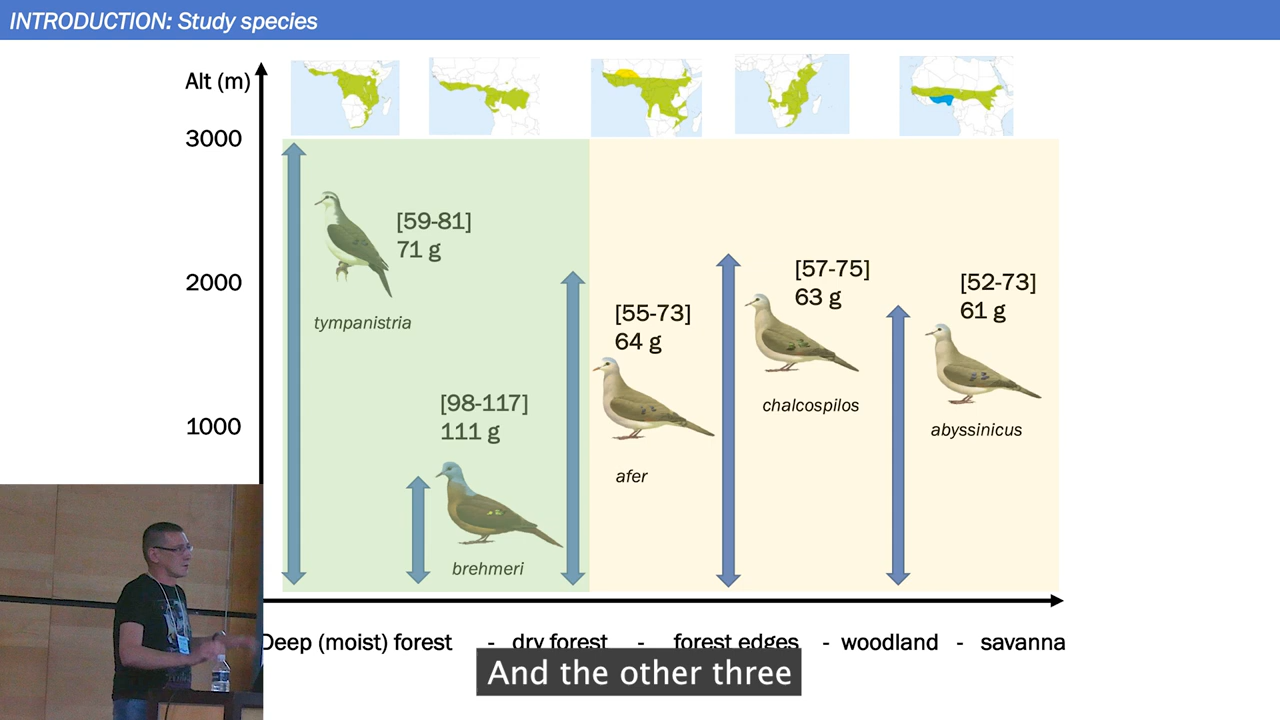 INTRODUCTION: Study species
Alt (m)
3000
2000
1000
[59-81]
71 g
tympanistria
[98-117]
111 g
brehmeri
[55-73]
64 g
afer
[57-75]
63 g
chalcospilos
[52-73]
61 g
abyssinicus
Deep (moist) forest - dry forest - forest edges - woodland - savanna
And the other three